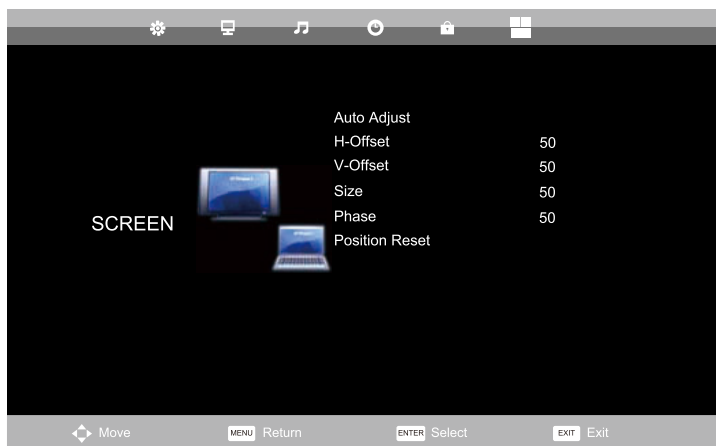 Auto Adjust
H-Offset 50
V-Offset 50
Size 50
Phase 50
Position Reset
SCREEN
Move MENU Return ENTER Select EXIT Exit